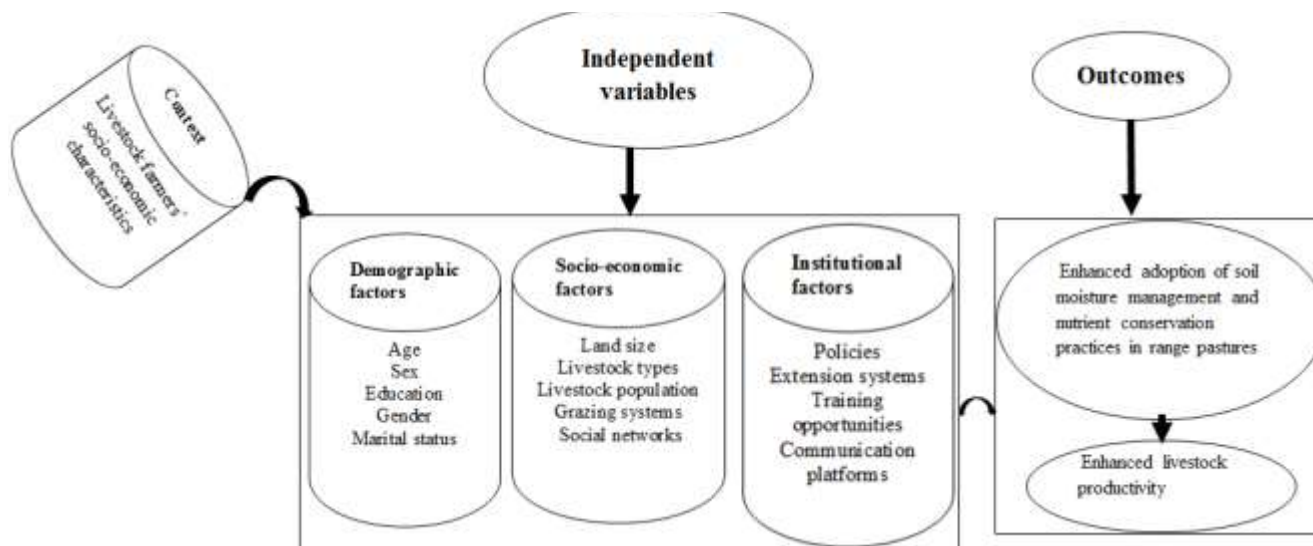 Context
Livestock farmers'
socio-economic
characteristics
Independent
variables
Outcomes
Demographic
factors
Age
Sex
Education
Gender
Marital status
Socio-economic
factors
Land size
Livestock types
Livestock population
Grazing systems
Social networks
Institutional
factors
Policies
Extension systems
Training
opportunities
Communication
platforms
Enhanced adoption of soil
moisture management and
nutrient conservation
practices in range pastures
Enhanced livestock
productivity